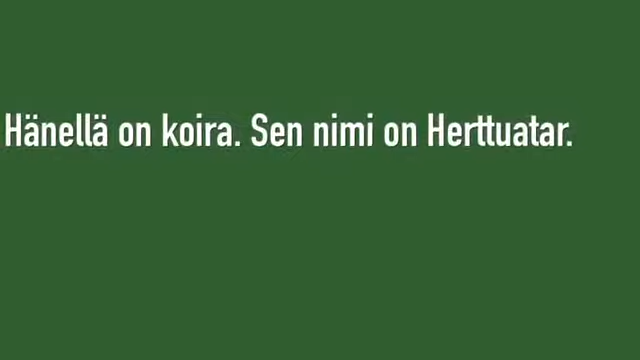 Hänellä on koira. Sen nimi on Herttuatar.